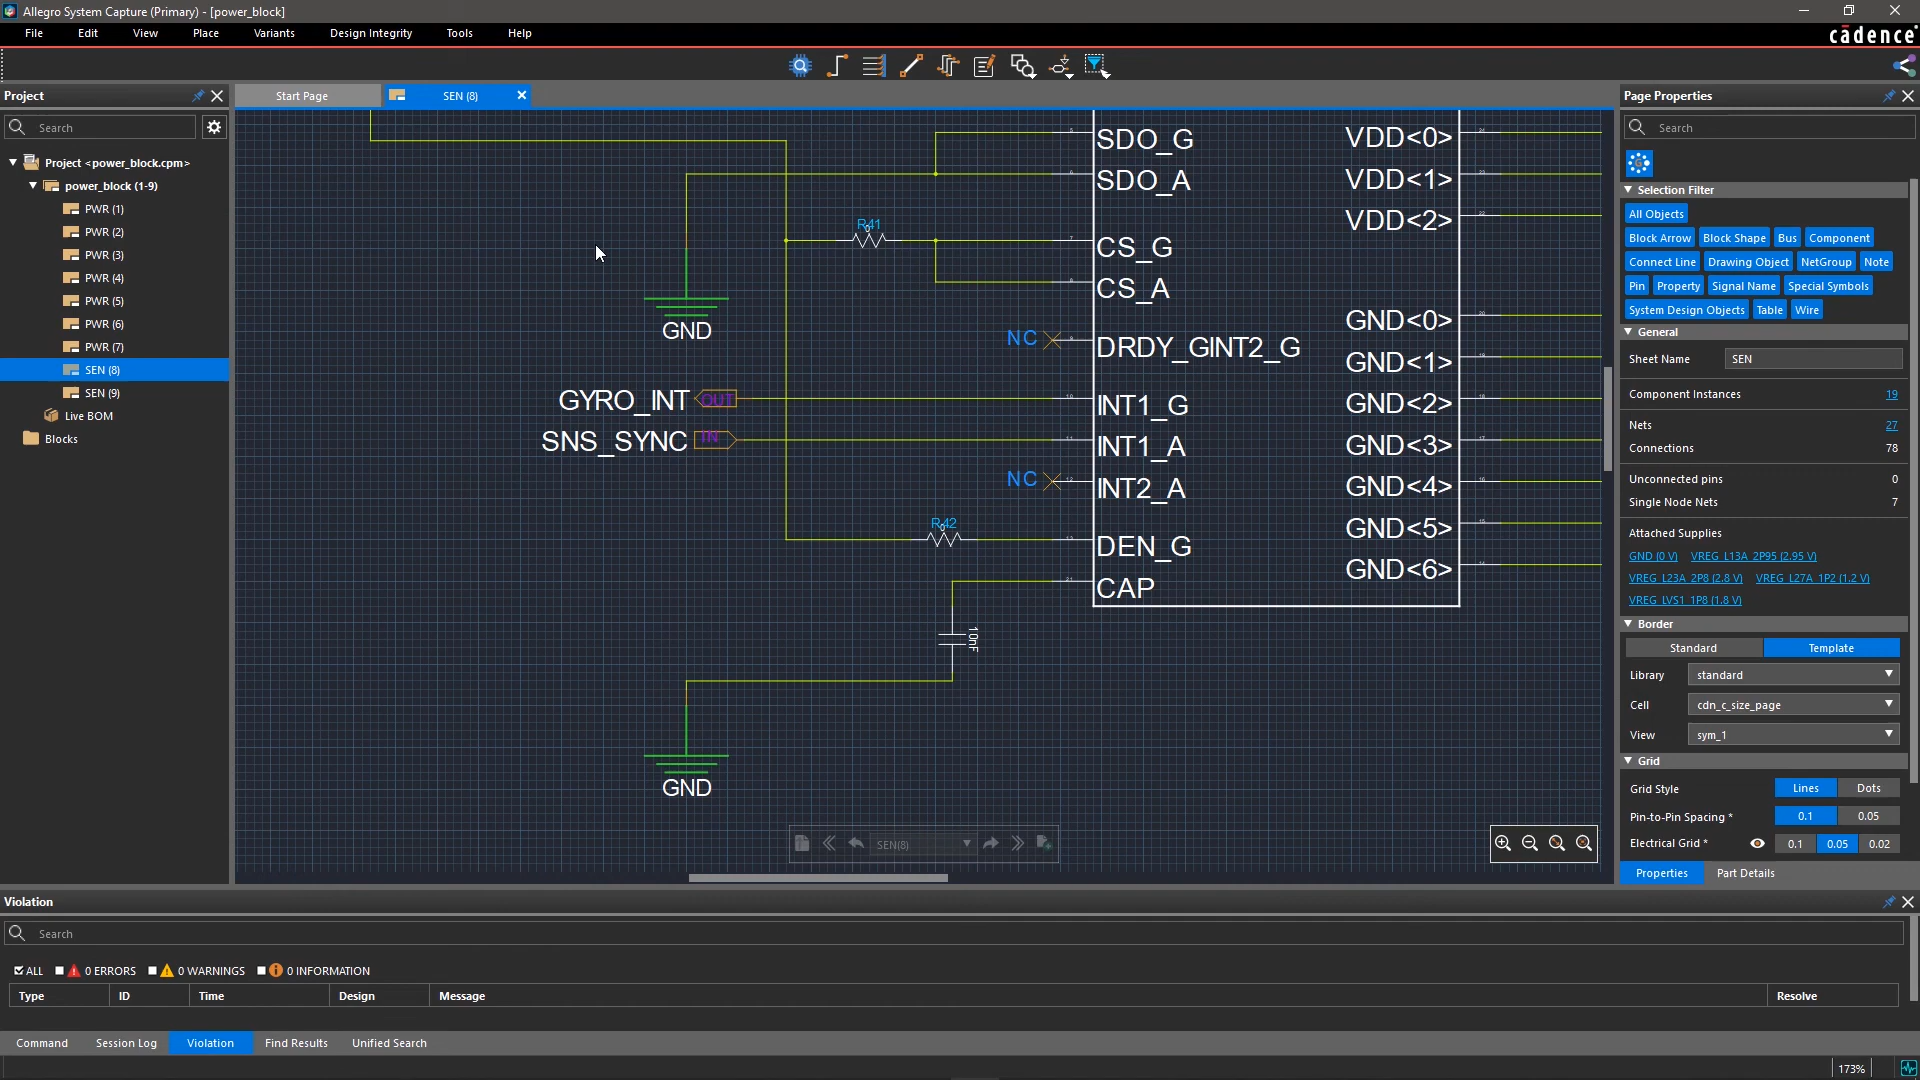 Allegro System Capture (Primary) - [power_block]
File Edit View Place Variants Design Integrity Tools Help
cādence
Project
Start Page
SEN (8)
Page Properties
Search
Search
Project <power_block.cpm>
power_block (1-9)
PWR (1)
PWR (2)
PWR (3)
PWR (4)
PWR (5)
PWR (6)
PWR (7)
SEN (8)
SEN (9)
Live BOM
Blocks
SDO_G
SDO_A
R41
0
CS_G
CS_A
GND
NC
DRDY_GINT2_G
GYRO_INT OUT
INT1_G
SNS_SYNC IN
INT1_A
NC
INT2_A
R42
0
DEN_G
CAP
10nF
GND
VDD<0>
VDD<1>
VDD<2>
GND<0>
GND<1>
GND<2>
GND<3>
GND<4>
GND<5>
GND<6>
SEN(8)
Selection Filter
All Objects
Block Arrow Block Shape Bus Component
Connect Line Drawing Object NetGroup Note
Pin Property Signal Name Special Symbols
System Design Objects Table Wire
General
Sheet Name SEN
Component Instances 19
Nets 27
Connections 78
Unconnected pins 0
Single Node Nets 7
Attached Supplies
GND (0 V) VREG_L13A_2P95 (2.95 V)
VREG_L23A_2P8 (2.8 V) VREG_L27A_1P2 (1.2 V)
VREG_LVS1_1P8 (1.8 V)
Border
Standard Template
Library standard
Cell cdn_c_size_page
View sym_1
Grid
Grid Style Lines Dots
Pin-to-Pin Spacing * 0.1 0.05
Electrical Grid * 0.1 0.05 0.02
Properties Part Details
Violation
Search
ALL 0 ERRORS 0 WARNINGS 0 INFORMATION
Type ID Time Design Message Resolve
Command Session Log Violation Find Results Unified Search
173%